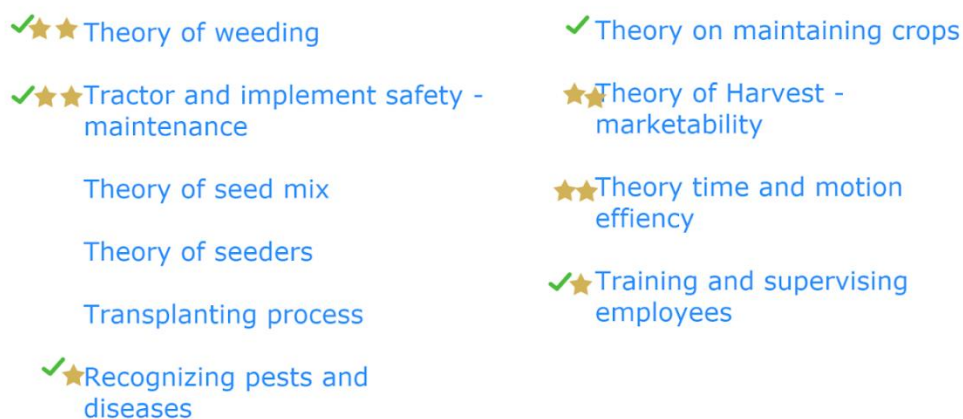 Theory of weeding
Tractor and implement safety -
maintenance
Theory of seed mix
Theory of seeders
Transplanting process
Recognizing pests and
diseases
Theory on maintaining crops
Theory of Harvest -
marketability
Theory time and motion
effiency
Training and supervising
employees